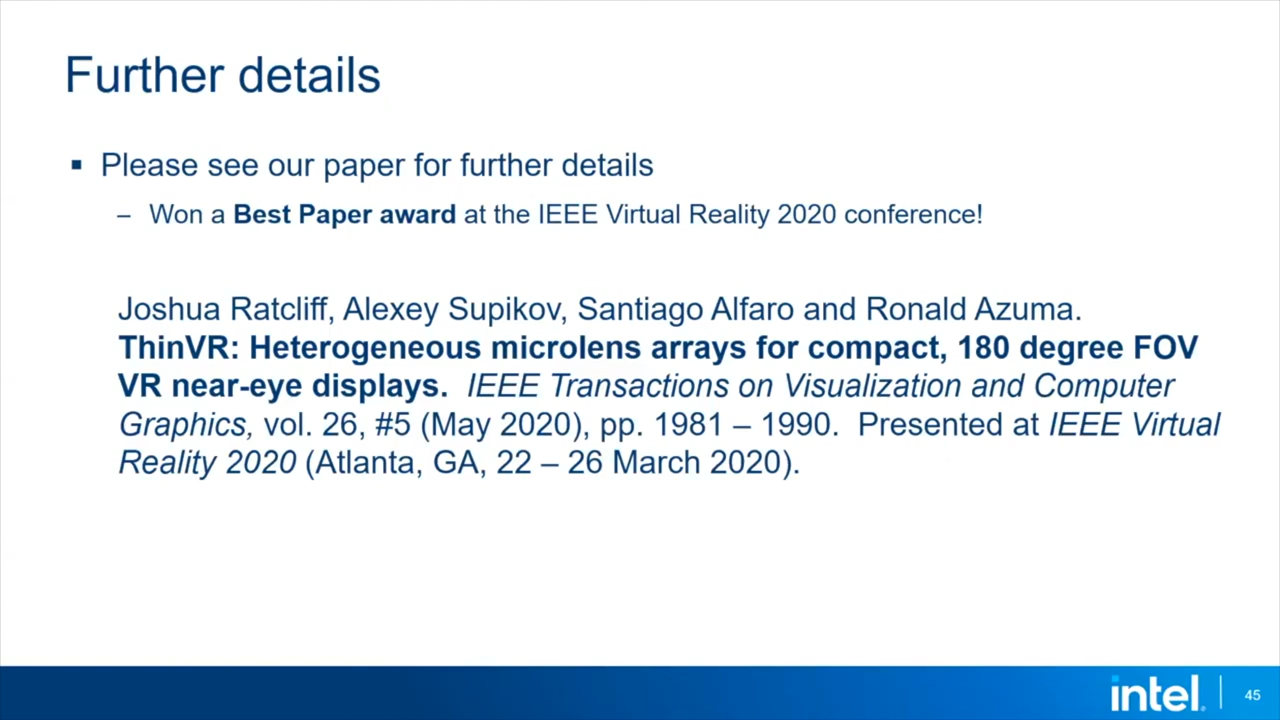 Further details
▪ Please see our paper for further details
– Won a Best Paper award at the IEEE Virtual Reality 2020 conference!
Joshua Ratcliff, Alexey Supikov, Santiago Alfaro and Ronald Azuma.
ThinVR: Heterogeneous microlens arrays for compact, 180 degree FOV
VR near-eye displays. IEEE Transactions on Visualization and Computer
Graphics, vol. 26, #5 (May 2020), pp. 1981 – 1990. Presented at IEEE Virtual
Reality 2020 (Atlanta, GA, 22 – 26 March 2020).
intel. 45